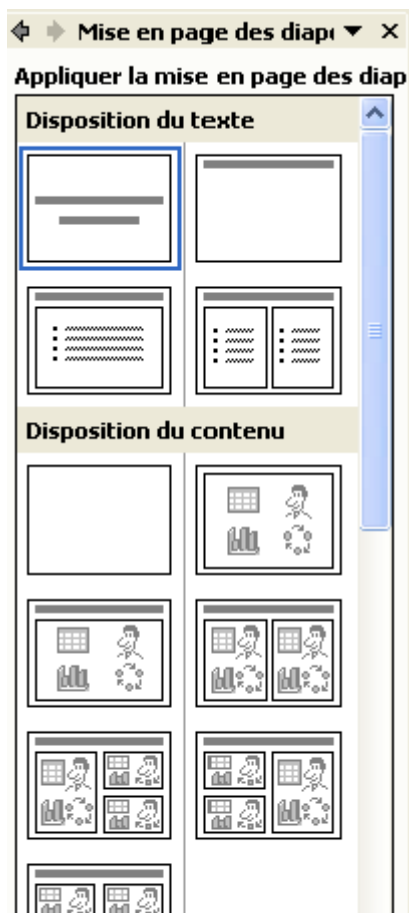 Mise en page des diap
Appliquer la mise en page des diap
Disposition du texte
Disposition du contenu